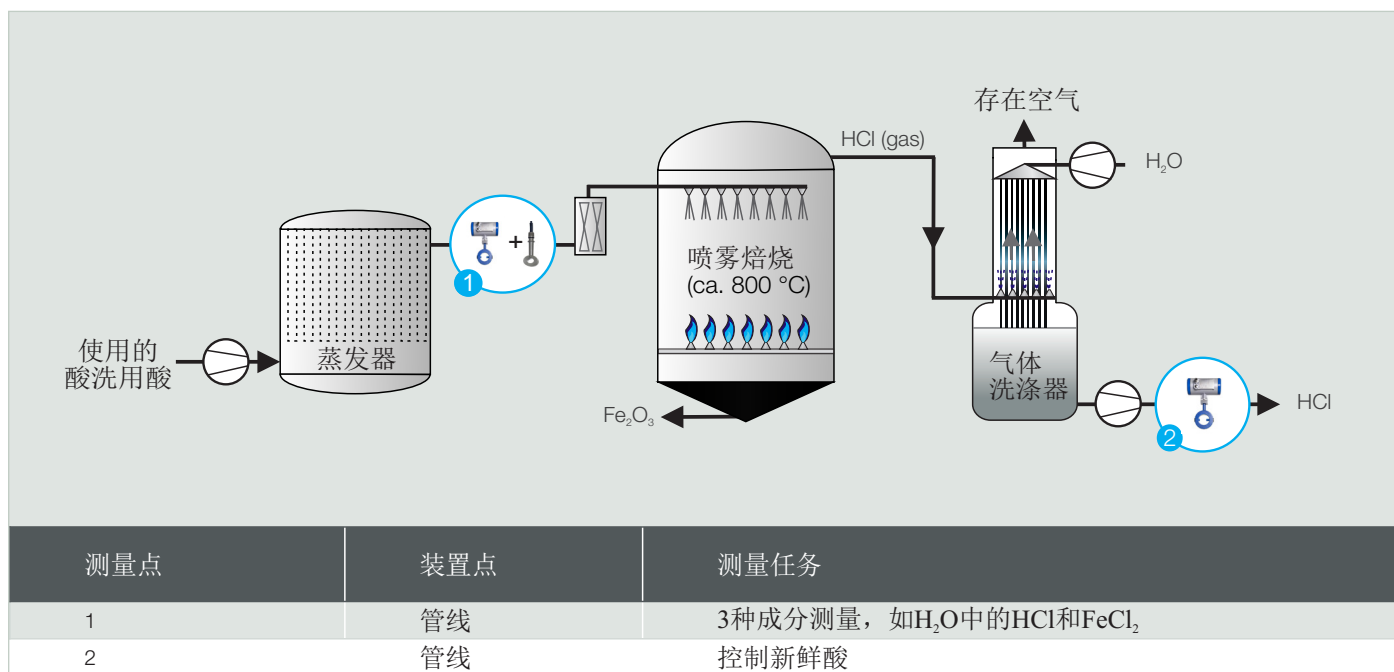 存在空气
HCl (gas)
H₂O
+
1
喷雾焙烧
(ca. 800 °C)
使用的
酸洗用酸
蒸发器
气体
洗涤器
Fe₂O₃
HCl
2
测量点 装置点 测量任务
1 管线 3种成分测量，如H₂O中的HCl和FeCl₂
2 管线 控制新鲜酸